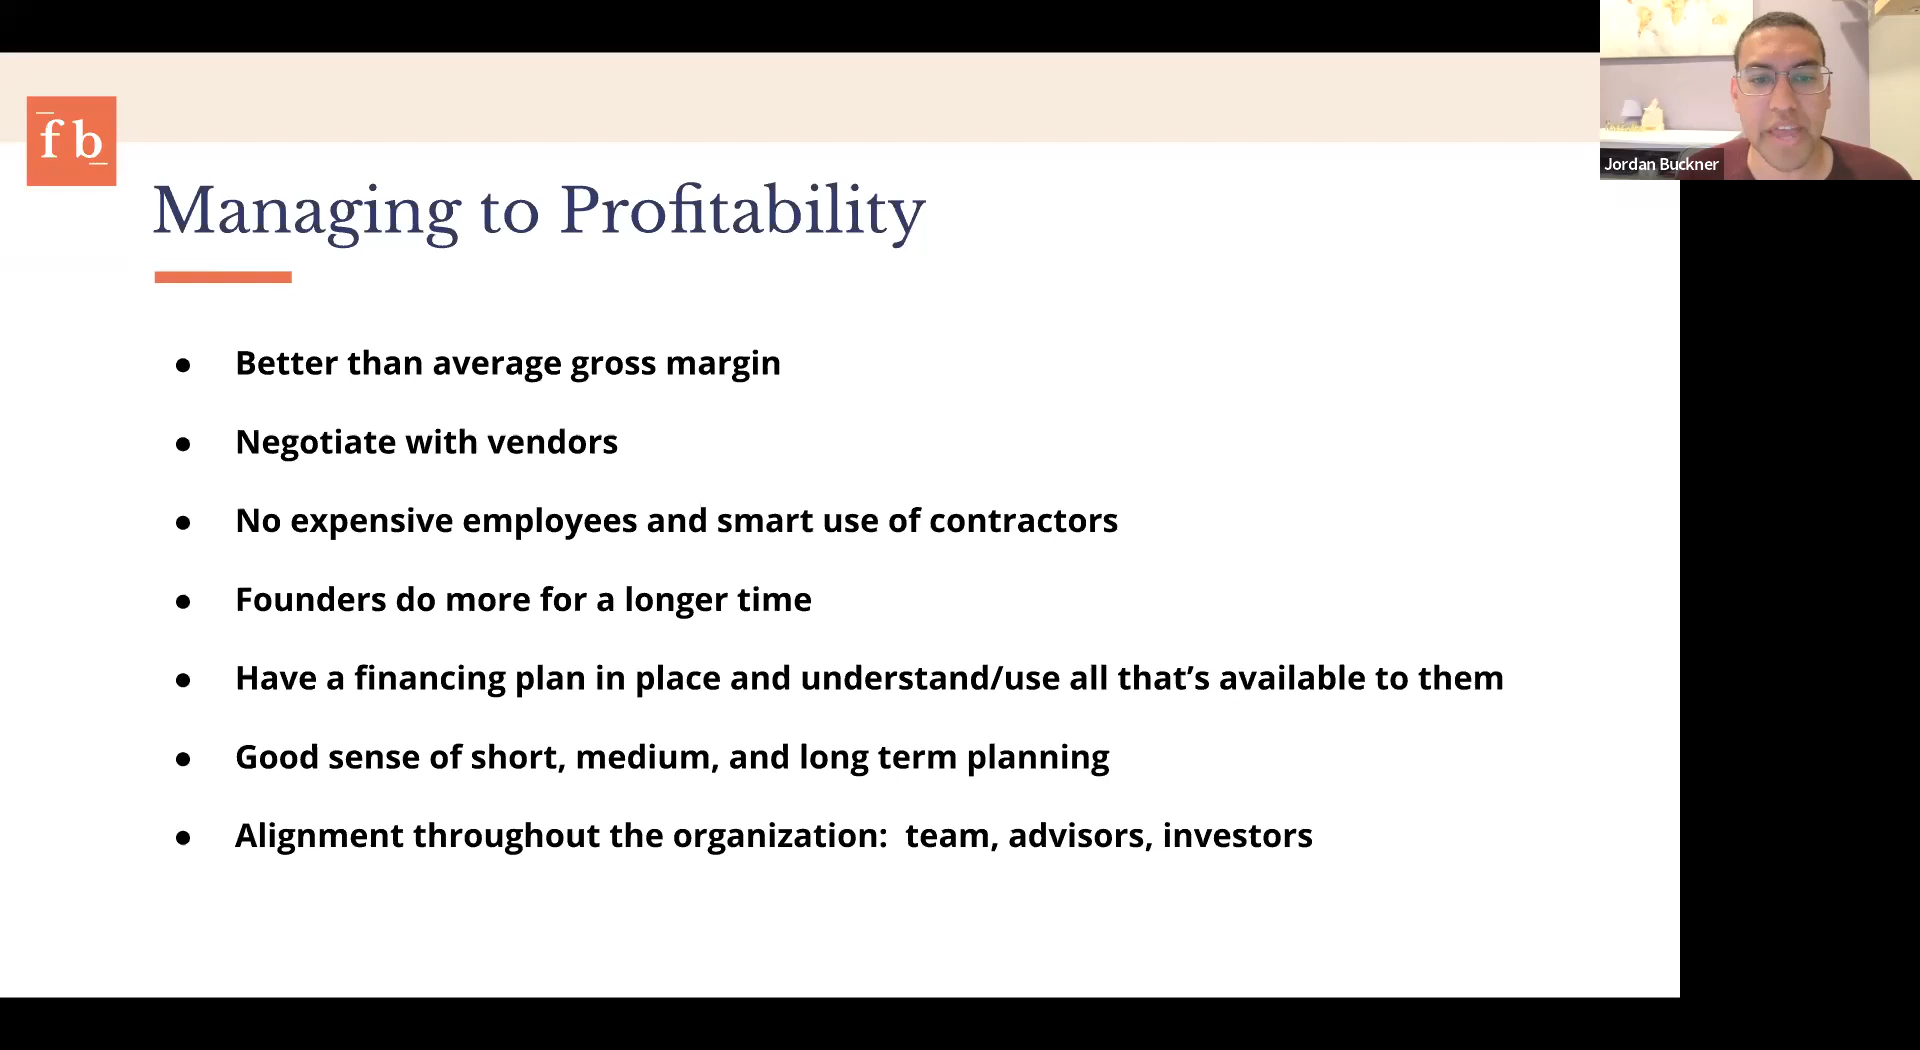 fb
Jordan Buckner
Managing to Profitability
● Better than average gross margin
● Negotiate with vendors
● No expensive employees and smart use of contractors
● Founders do more for a longer time
● Have a financing plan in place and understand/use all that’s available to them
● Good sense of short, medium, and long term planning
● Alignment throughout the organization:  team, advisors, investors